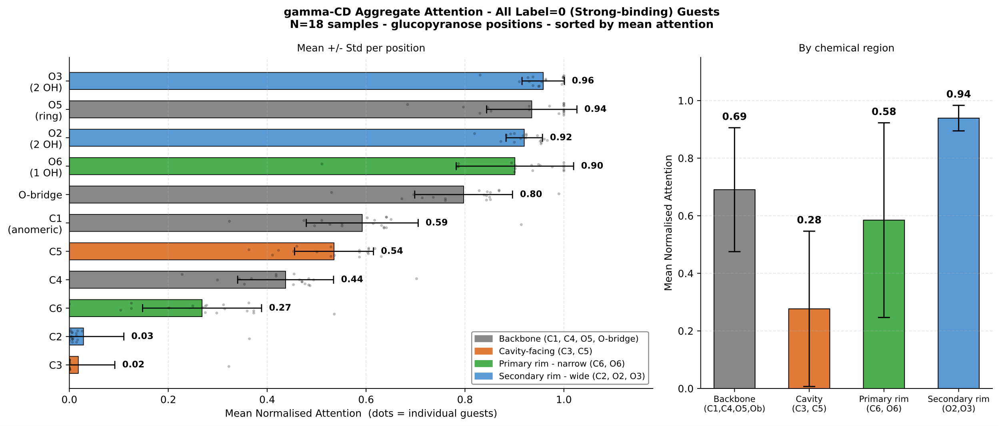 gamma-CD Aggregate Attention - All Label=0 (Strong-binding) Guests
N=18 samples - glucopyranose positions - sorted by mean attention
Mean +/- Std per position
O3
(2 OH)
0.96
O5
(ring)
0.94
O2
(2 OH)
0.92
O6
(1 OH)
0.90
O-bridge
0.80
C1
(anomeric)
0.59
C5
0.54
C4
0.44
C6
0.27
C2
0.03
C3
0.02
Backbone (C1, C4, O5, O-bridge)
Cavity-facing (C3, C5)
Primary rim - narrow (C6, O6)
Secondary rim - wide (C2, O2, O3)
0.0 0.2 0.4 0.6 0.8 1.0
Mean Normalised Attention  (dots = individual guests)
By chemical region
Mean Normalised Attention
1.0
0.8
0.6
0.4
0.2
0.0
0.69
0.28
0.58
0.94
Backbone
(C1,C4,O5,Ob)
Cavity
(C3, C5)
Primary rim
(C6, O6)
Secondary rim
(O2,O3)